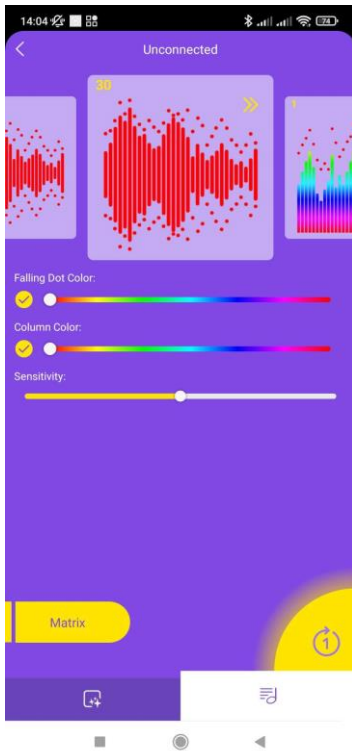 14:04
74
Unconnected
30
1
Falling Dot Color:
Column Color:
Sensitivity:
Matrix
1